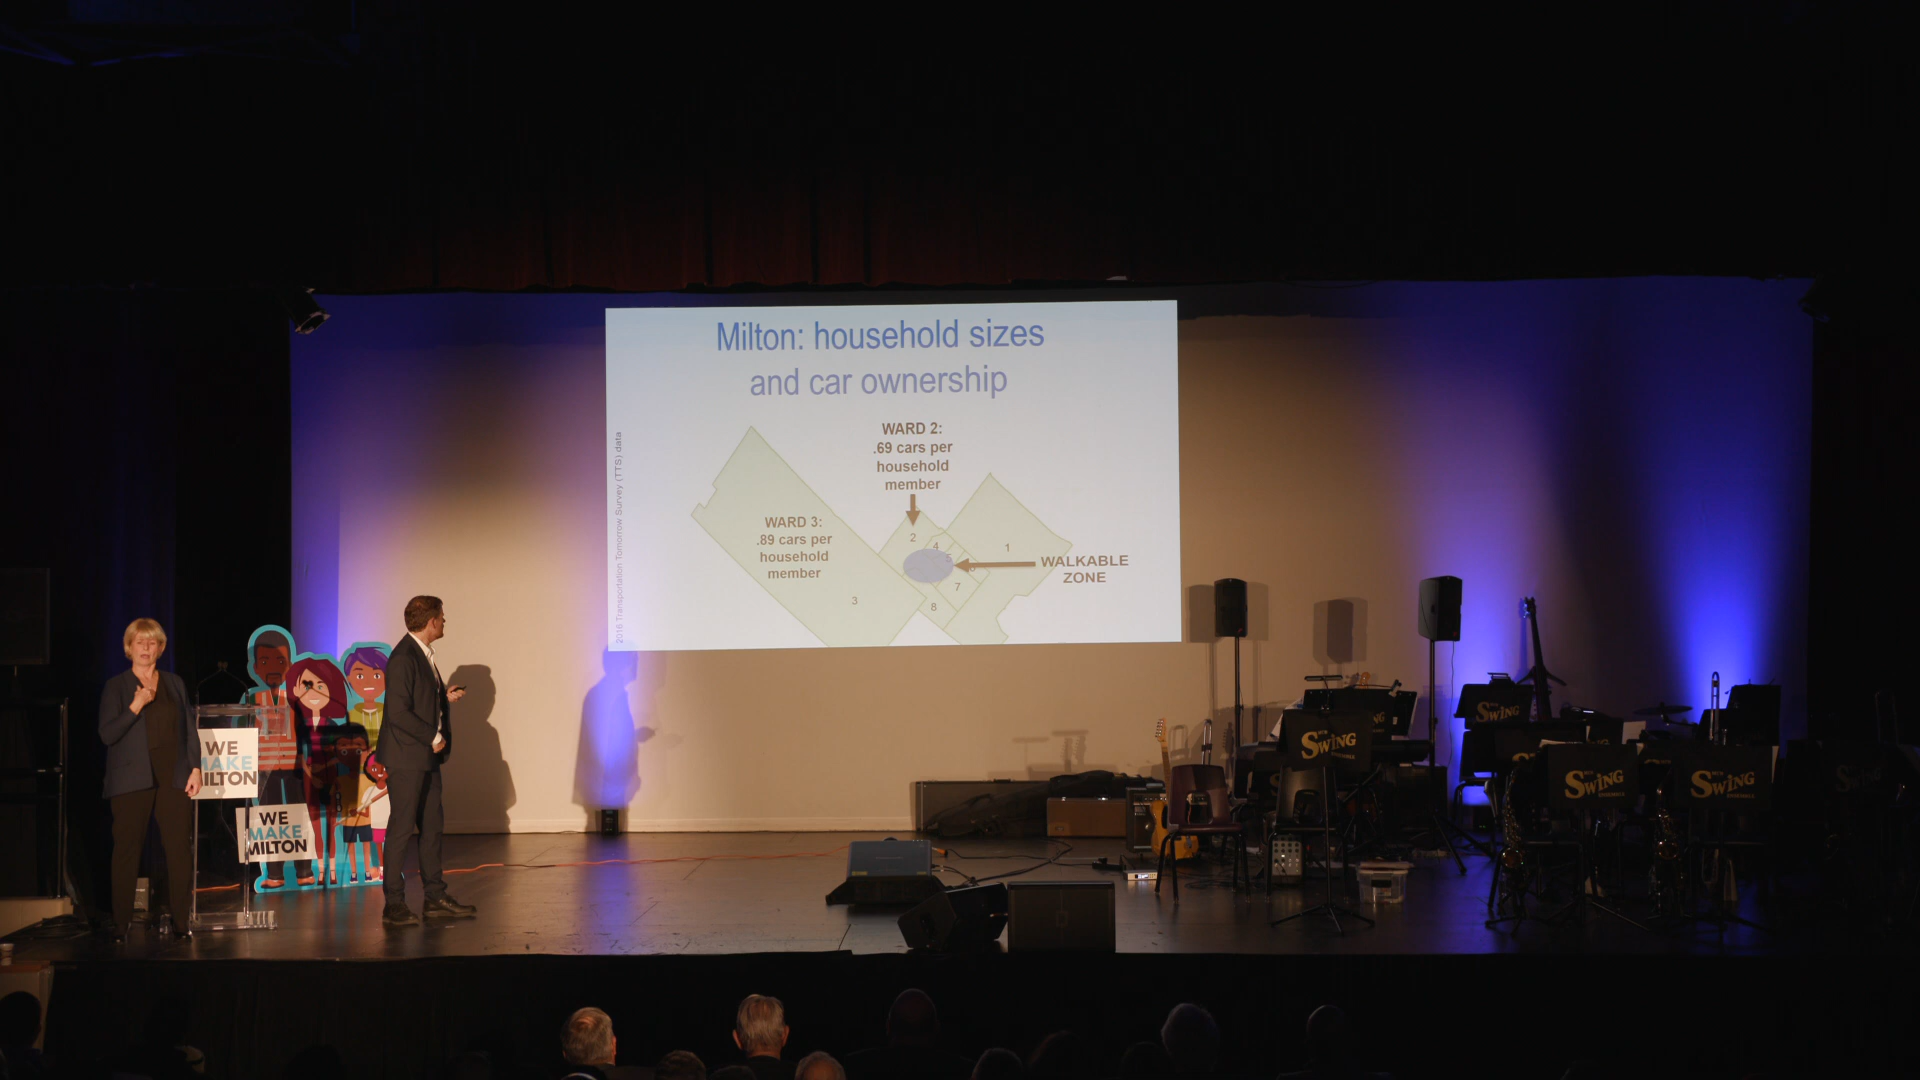 Milton: household sizes
and car ownership
2016 Transportation Tomorrow Survey (TTS) data
WARD 2:
.69 cars per
household
member
WARD 3:
.89 cars per
household
member
2
4
1
WALKABLE
ZONE
7
3
8
WE
MAKE
MILTON
WE
MAKE
MILTON
SWING
SWING
SWING
SWING